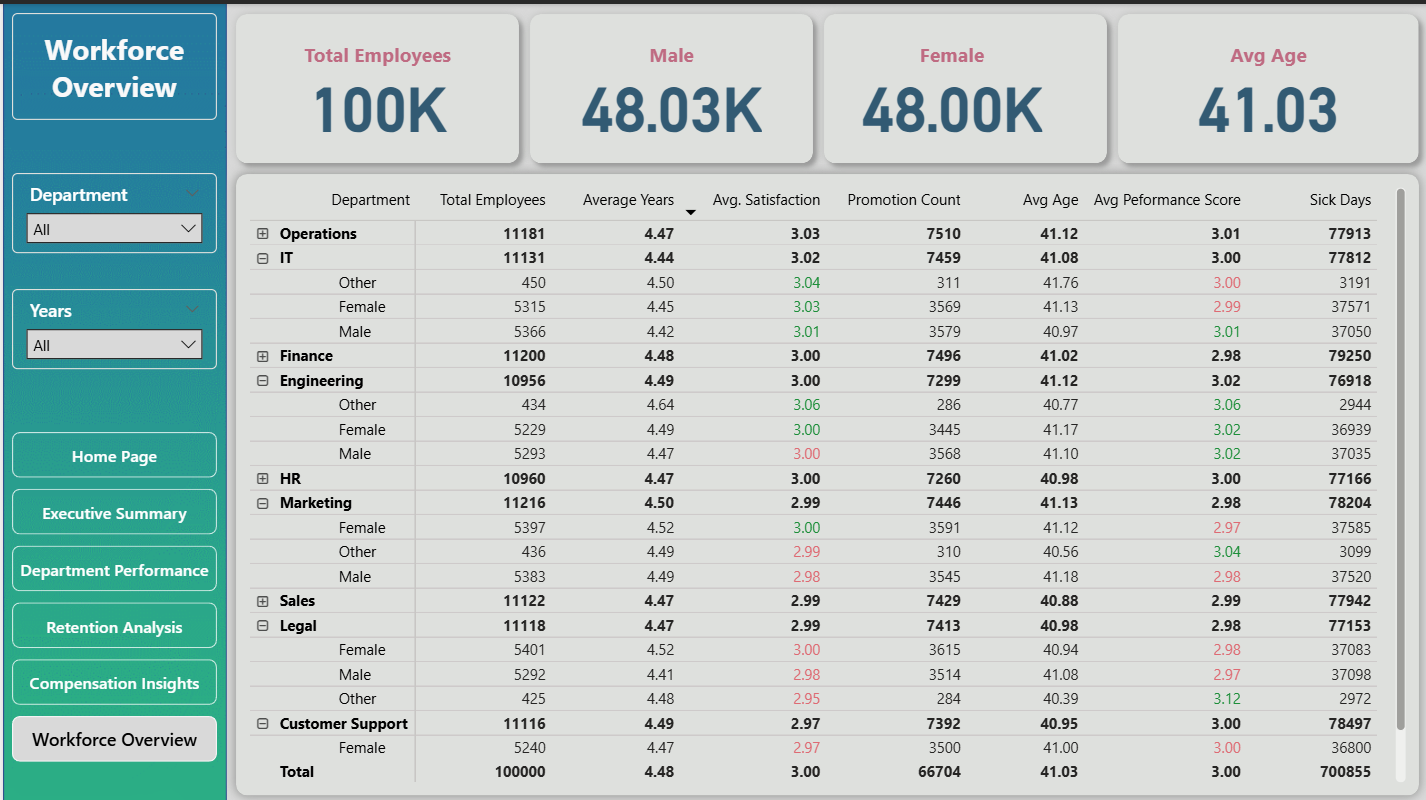 Workforce
Overview
Department
All
Years
All
Home Page
Executive Summary
Department Performance
Retention Analysis
Compensation Insights
Workforce Overview
Total Employees
100K
Male
48.03K
Female
48.00K
Avg Age
41.03
Department Total Employees Average Years Avg. Satisfaction Promotion Count Avg Age Avg Peformance Score Sick Days
Operations 11181 4.47 3.03 7510 41.12 3.01 77913
IT 11131 4.44 3.02 7459 41.08 3.00 77812
Other 450 4.50 3.04 311 41.76 3.00 3191
Female 5315 4.45 3.03 3569 41.13 2.99 37571
Male 5366 4.42 3.01 3579 40.97 3.01 37050
Finance 11200 4.48 3.00 7496 41.02 2.98 79250
Engineering 10956 4.49 3.00 7299 41.12 3.02 76918
Other 434 4.64 3.06 286 40.77 3.06 2944
Female 5229 4.49 3.00 3445 41.17 3.02 36939
Male 5293 4.47 3.00 3568 41.10 3.02 37035
HR 10960 4.47 3.00 7260 40.98 3.00 77166
Marketing 11216 4.50 2.99 7446 41.13 2.98 78204
Female 5397 4.52 3.00 3591 41.12 2.97 37585
Other 436 4.49 2.99 310 40.56 3.04 3099
Male 5383 4.49 2.98 3545 41.18 2.98 37520
Sales 11122 4.47 2.99 7429 40.88 2.99 77942
Legal 11118 4.47 2.99 7413 40.98 2.98 77153
Female 5401 4.52 3.00 3615 40.94 2.98 37083
Male 5292 4.41 2.98 3514 41.08 2.97 37098
Other 425 4.48 2.95 284 40.39 3.12 2972
Customer Support 11116 4.49 2.97 7392 40.95 3.00 78497
Female 5240 4.47 2.97 3500 41.00 3.00 36800
Total 100000 4.48 3.00 66704 41.03 3.00 700855